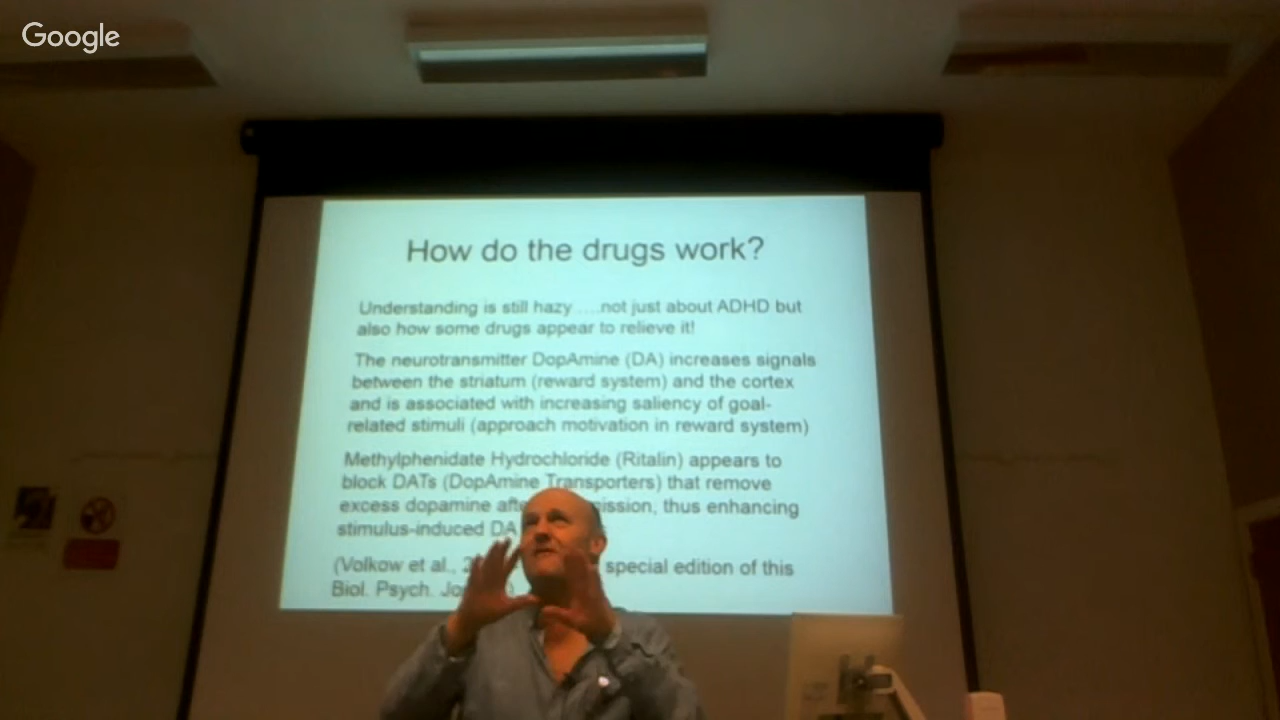 Google
How do the drugs work?
Understanding is still hazy ....not just about ADHD but
also how some drugs appear to relieve it!
The neurotransmitter DopAmine (DA) increases signals
between the striatum (reward system) and the cortex
and is associated with increasing saliency of goal-
related stimuli (approach motivation in reward system)
Methylphenidate Hydrochloride (Ritalin) appears to
block DATs (DopAmine Transporters) that remove
excess dopamine ission, thus enhancing
stimulus-induced DA
(Volkow et al., special edition of this
Biol. Psych.